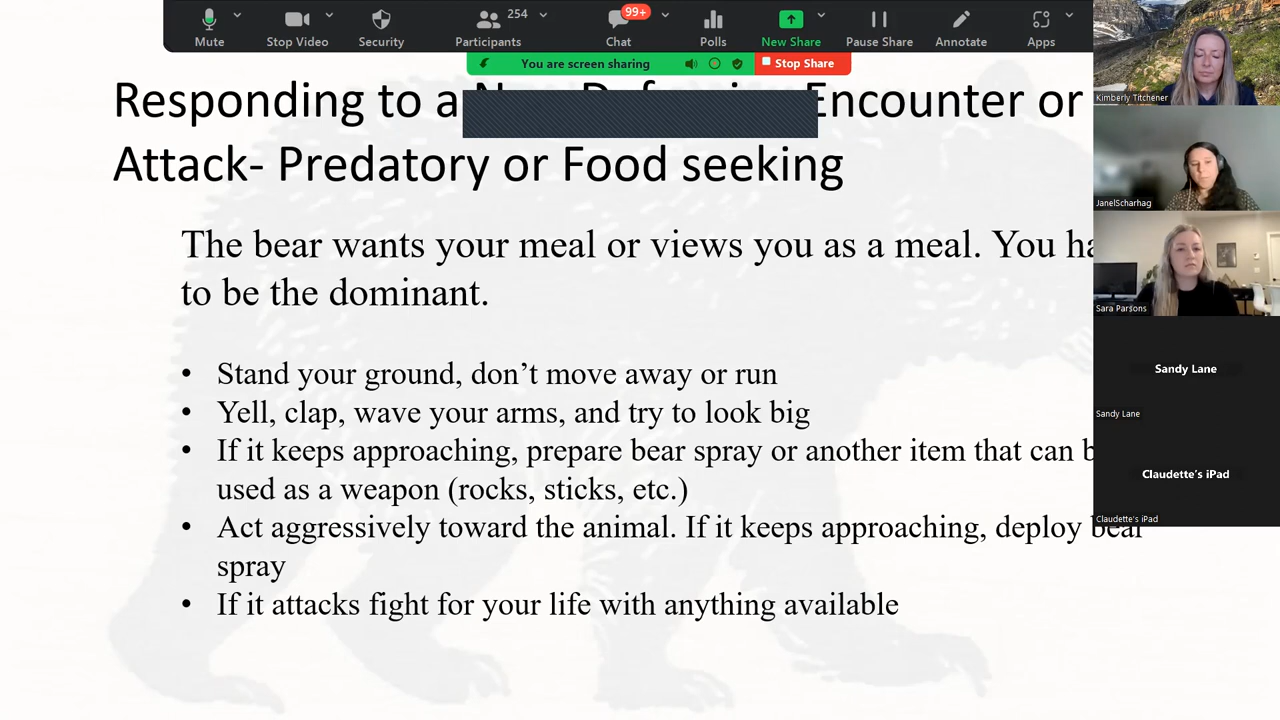 254
99+
Mute
Stop Video
Security
Participants
Chat
Polls
New Share
Pause Share
Annotate
Apps
You are screen sharing
Stop Share
Responding to a Encounter or
Attack- Predatory or Food seeking
The bear wants your meal or views you as a meal. You ha
to be the dominant.
• Stand your ground, don’t move away or run
• Yell, clap, wave your arms, and try to look big
• If it keeps approaching, prepare bear spray or another item that can b
used as a weapon (rocks, sticks, etc.)
• Act aggressively toward the animal. If it keeps approaching, deploy bear
spray
• If it attacks fight for your life with anything available
Kimberly Titchener
JanelScharhag
Sara Parsons
Sandy Lane
Sandy Lane
Claudette's iPad
Claudette's iPad